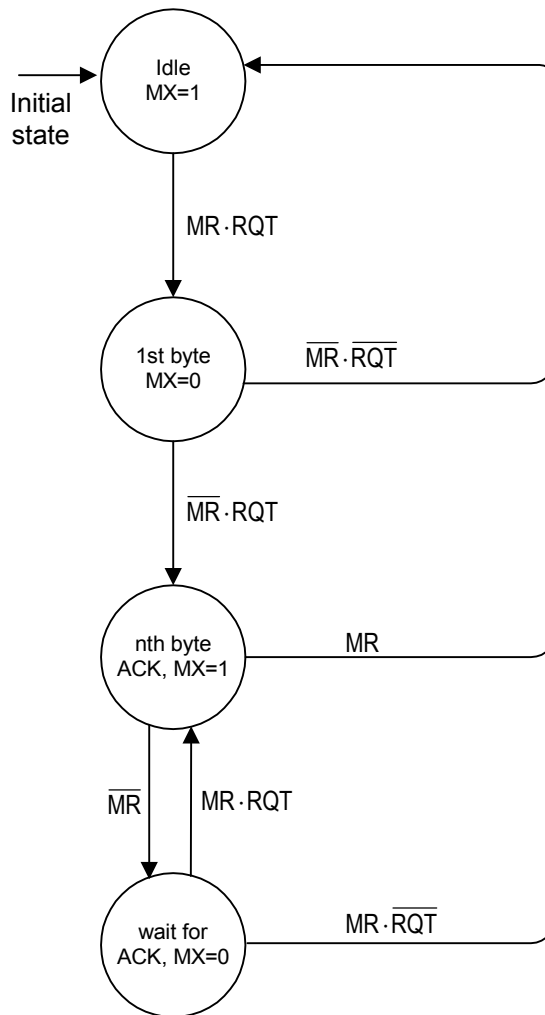 Idle
MX=1
Initial
state
MR·RQT
1st byte
MX=0
M̅R̅·R̅Q̅T̅
M̅R̅·RQT
nth byte
ACK, MX=1
MR
M̅R̅
MR·RQT
wait for
ACK, MX=0
MR·R̅Q̅T̅